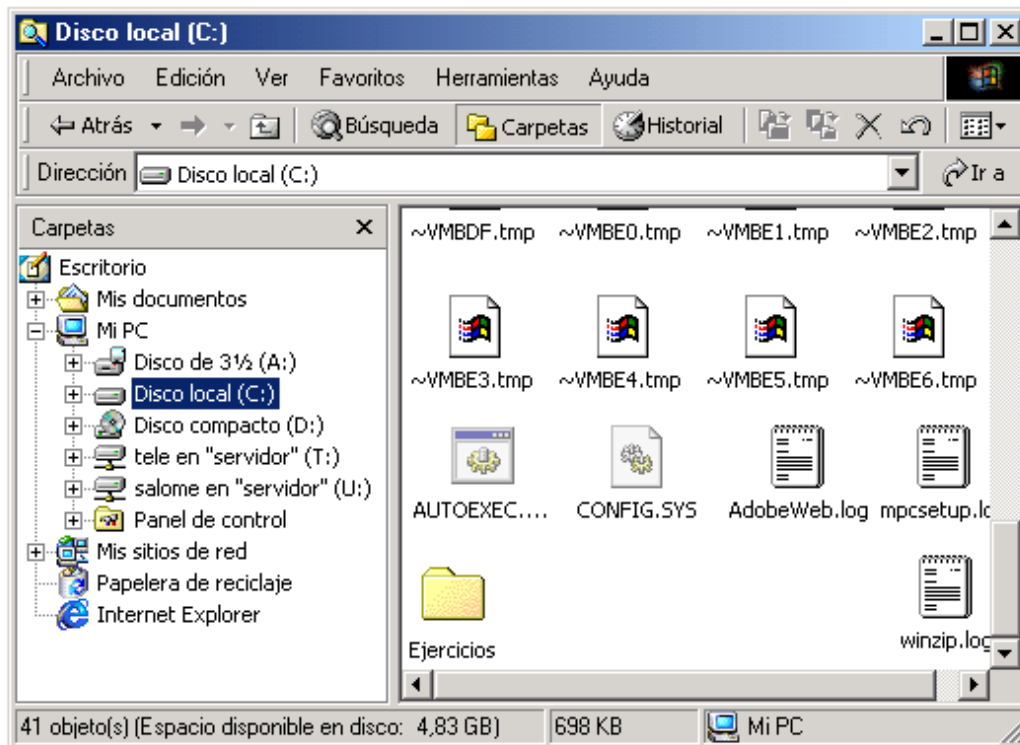 Disco local (C:)
Archivo Edición Ver Favoritos Herramientas Ayuda
Atrás Búsqueda Carpetas Historial
Dirección Disco local (C:) Ir a
Carpetas
Escritorio
Mis documentos
Mi PC
Disco de 3½ (A:)
Disco local (C:)
Disco compacto (D:)
tele en "servidor" (T:)
salome en "servidor" (U:)
Panel de control
Mis sitios de red
Papelera de reciclaje
Internet Explorer
~VMBDF.tmp ~VMBE0.tmp ~VMBE1.tmp ~VMBE2.tmp
~VMBE3.tmp ~VMBE4.tmp ~VMBE5.tmp ~VMBE6.tmp
AUTOEXEC.... CONFIG.SYS AdobeWeb.log mpcsetup.lo
Ejercicios winzip.log
41 objeto(s) (Espacio disponible en disco: 4,83 GB) 698 KB Mi PC